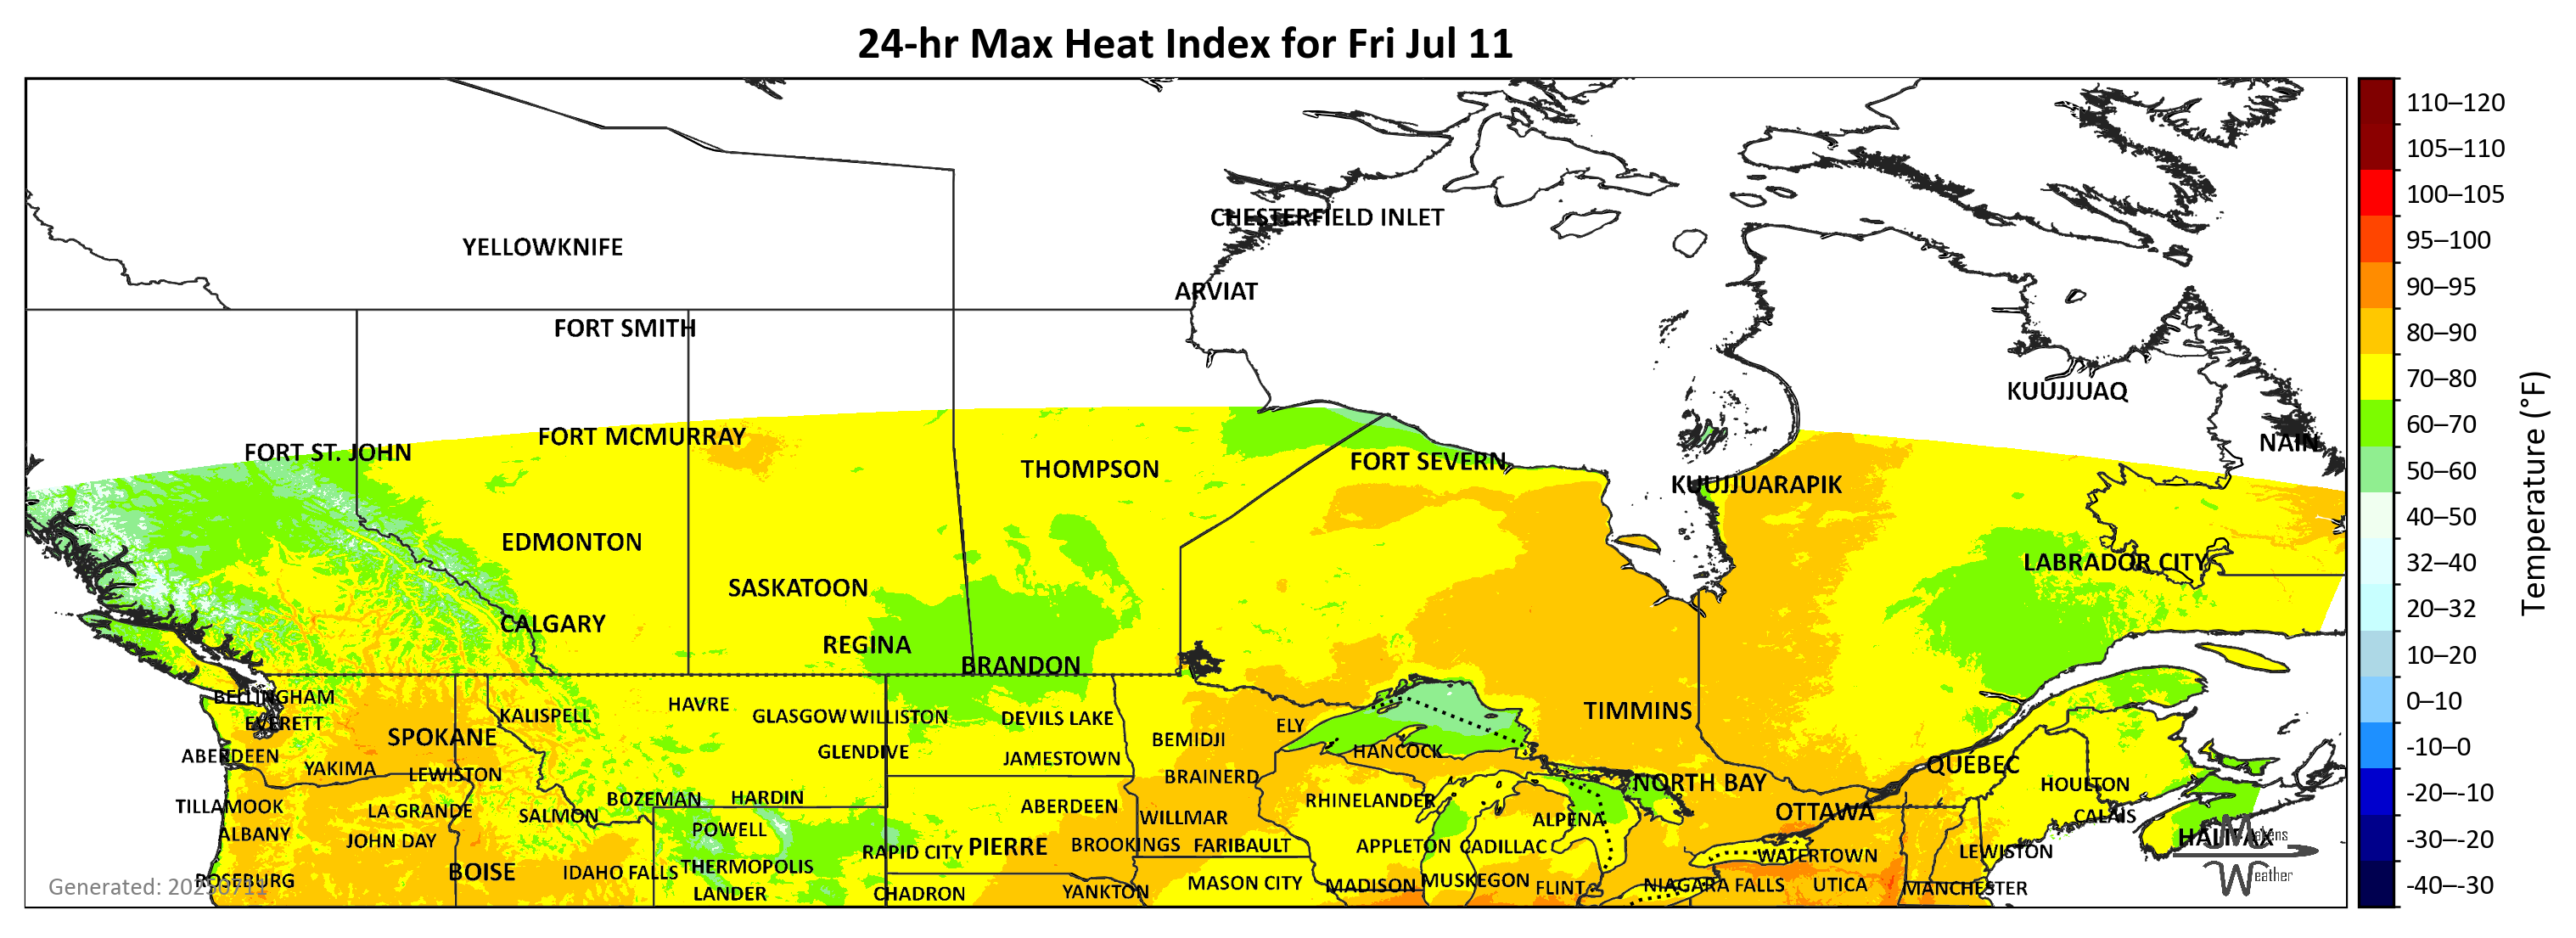 24-hr Max Heat Index for Fri Jul 11
CHESTERFIELD INLET
YELLOWKNIFE
ARVIAT
FORT SMITH
KUUJJUAQ
FORT MCMURRAY
NAIN
FORT ST. JOHN
FORT SEVERN
THOMPSON
KUUJJUARAPIK
EDMONTON
LABRADOR CITY
SASKATOON
CALGARY
REGINA
BRANDON
BELLINGHAM
HAVRE
TIMMINS
KALISPELL
GLASGOW
WILLISTON
DEVILS LAKE
EVERETT
ELY
SPOKANE
BEMIDJI
GLENDIVE
HANCOCK
ABERDEEN
JAMESTOWN
QUÉBEC
YAKIMA
LEWISTON
BRAINERD
NORTH BAY
HOULTON
BOZEMAN
HARDIN
RHINELANDER
TILLAMOOK
LA GRANDE
ABERDEEN
OTTAWA
SALMON
WILLMAR
ALPENA
CALAIS
ALBANY
POWELL
JOHN DAY
HALIFAX
RAPID CITY
PIERRE
BROOKINGS
FARIBAULT
APPLETON
CADILLAC
WATERTOWN
LEWISTON
BOISE
IDAHO FALLS
THERMOPOLIS
ROSEBURG
MASON CITY
MADISON
MUSKEGON
FLINT
NIAGARA FALLS
UTICA
MANCHESTER
LANDER
CHADRON
YANKTON
Generated: 20250711
Weather
110–120
105–110
100–105
95–100
90–95
80–90
70–80
60–70
50–60
40–50
32–40
20–32
10–20
0–10
-10–0
-20–-10
-30–-20
-40–-30
Temperature (°F)